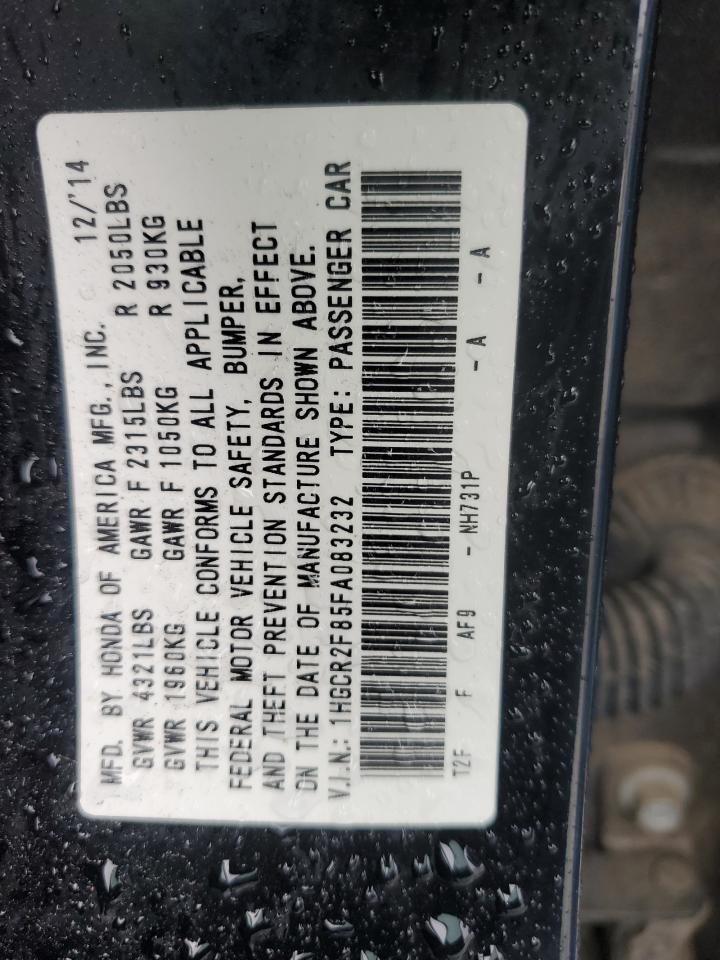 MFD. BY HONDA OF AMERICA MFG., INC. 12/'14
GVWR 4321LBS GAWR F 2315LBS R 2050LBS
GVWR 1960KG GAWR F 1050KG R 930KG
THIS VEHICLE CONFORMS TO ALL APPLICABLE
FEDERAL MOTOR VEHICLE SAFETY, BUMPER,
AND THEFT PREVENTION STANDARDS IN EFFECT
ON THE DATE OF MANUFACTURE SHOWN ABOVE.
V.I.N.: 1HGCR2F85FA083232 TYPE: PASSENGER CAR
T2F F AF9 - NH731P - A - A